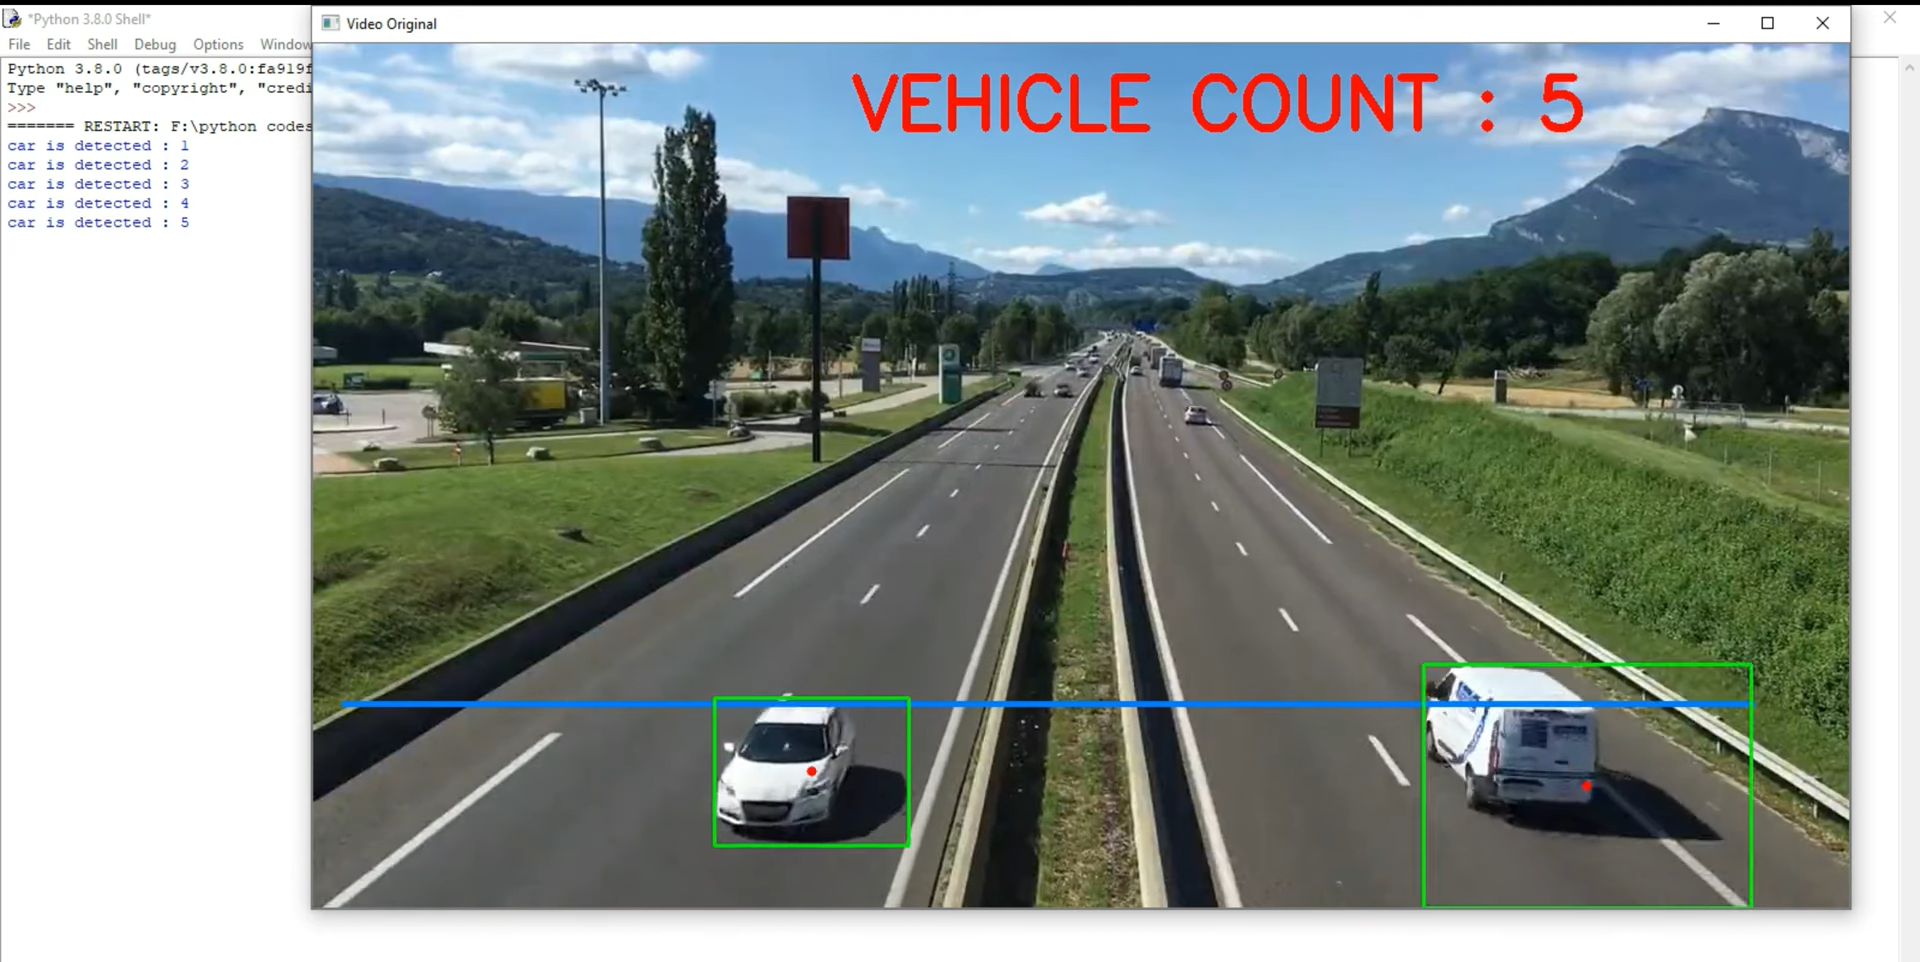 *Python 3.8.0 Shell*
File Edit Shell Debug Options Window
Python 3.8.0 (tags/v3.8.0:fa919f
Type "help", "copyright", "credi
>>>
======= RESTART: F:\python codes
car is detected : 1
car is detected : 2
car is detected : 3
car is detected : 4
car is detected : 5
Video Original
VEHICLE COUNT : 5